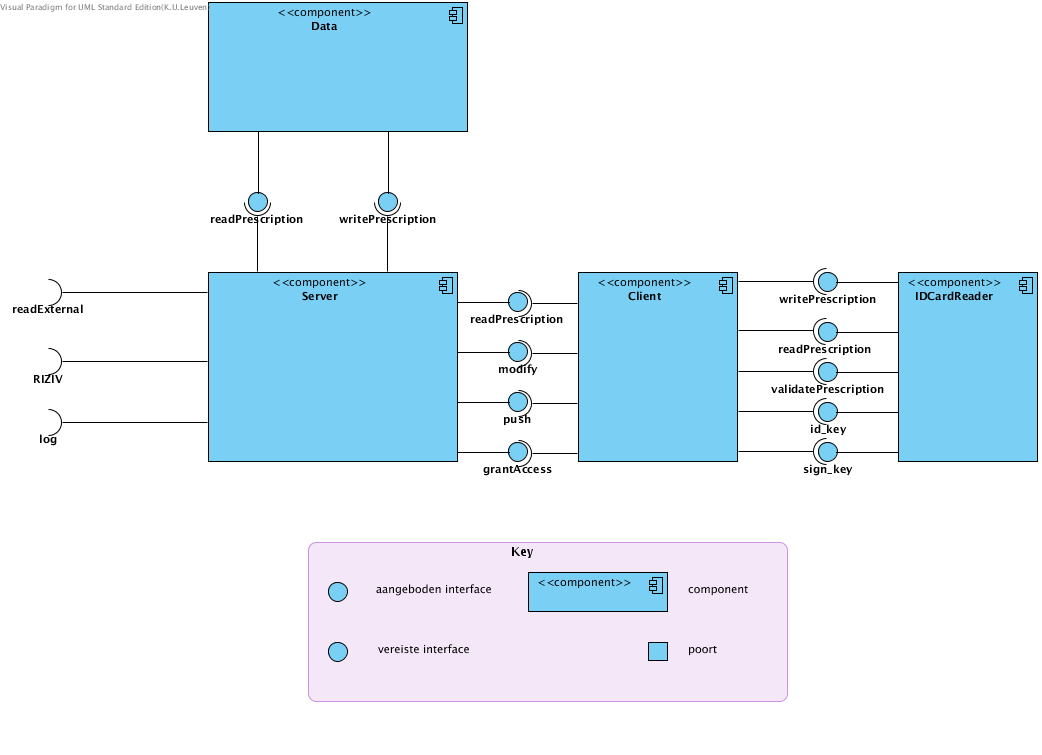 Visual Paradigm for UML Standard Edition(K.U.Leuven
<<component>>
Data
readPrescription
writePrescription
<<component>>
Server
<<component>>
Client
<<component>>
IDCardReader
readExternal
RIZIV
log
readPrescription
modify
push
grantAccess
writePrescription
readPrescription
validatePrescription
id_key
sign_key
Key
aangeboden interface
<<component>>
component
vereiste interface
poort